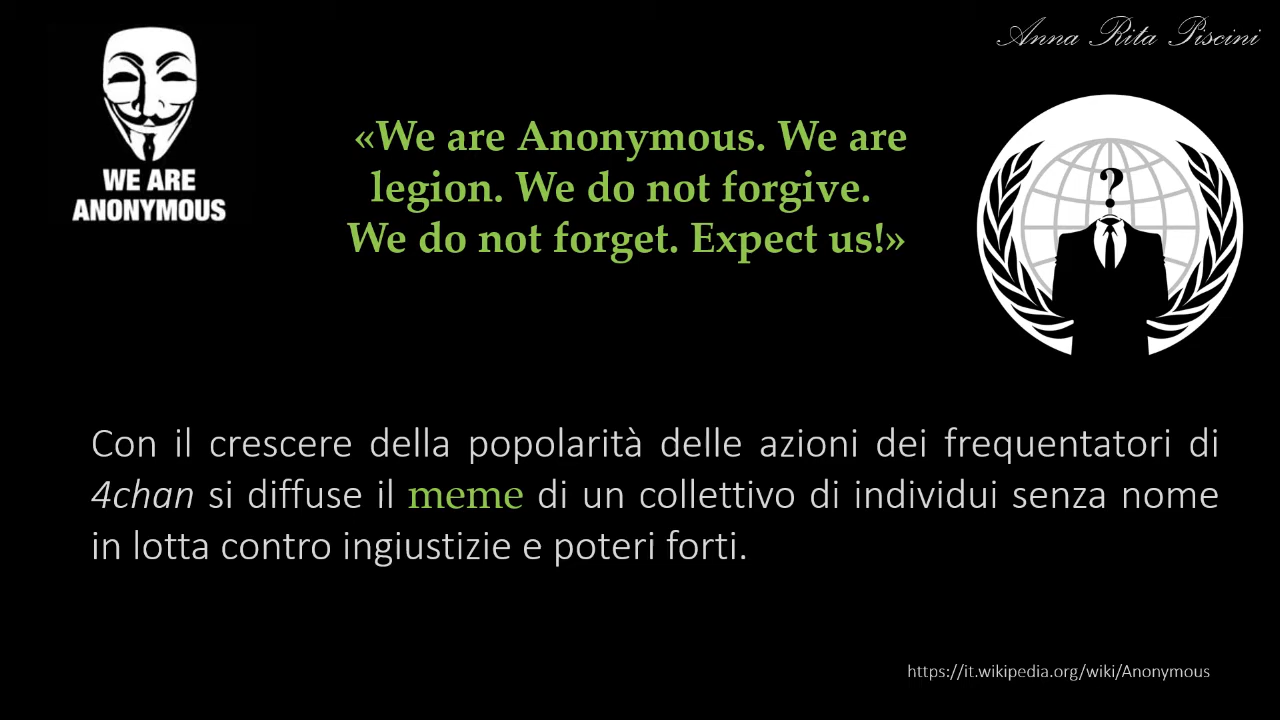 Anna Rita Piscini
WE ARE
ANONYMOUS
«We are Anonymous. We are
legion. We do not forgive.
We do not forget. Expect us!»
?
Con il crescere della popolarità delle azioni dei frequentatori di
4chan si diffuse il meme di un collettivo di individui senza nome
in lotta contro ingiustizie e poteri forti.
https://it.wikipedia.org/wiki/Anonymous